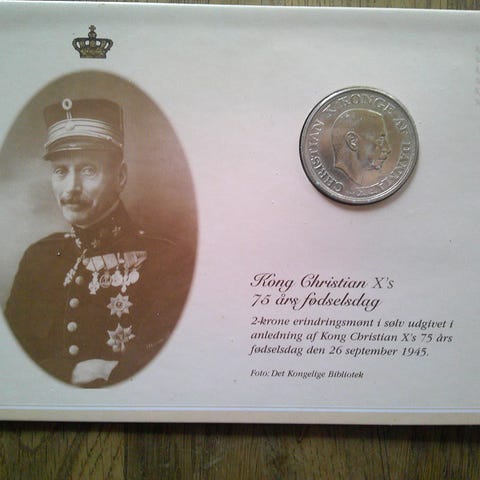 CHRISTIAN X KONGE AF DANMARK
Kong Christian X's
75 års fødselsdag
2-krone erindringsmønt i sølv udgivet i
anledning af Kong Christian X's 75 års
fødselsdag den 26 september 1945.
Foto: Det Kongelige Bibliotek